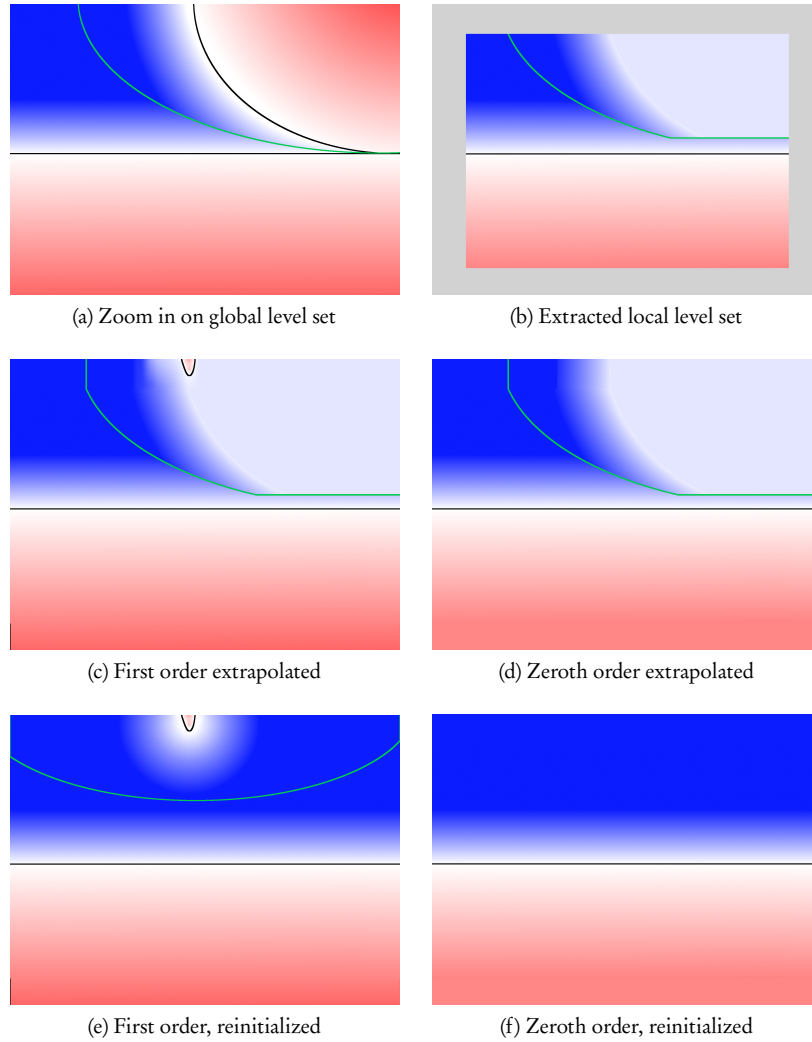 (a) Zoom in on global level set
(b) Extracted local level set
(c) First order extrapolated
(d) Zeroth order extrapolated
(e) First order, reinitialized
(f) Zeroth order, reinitialized